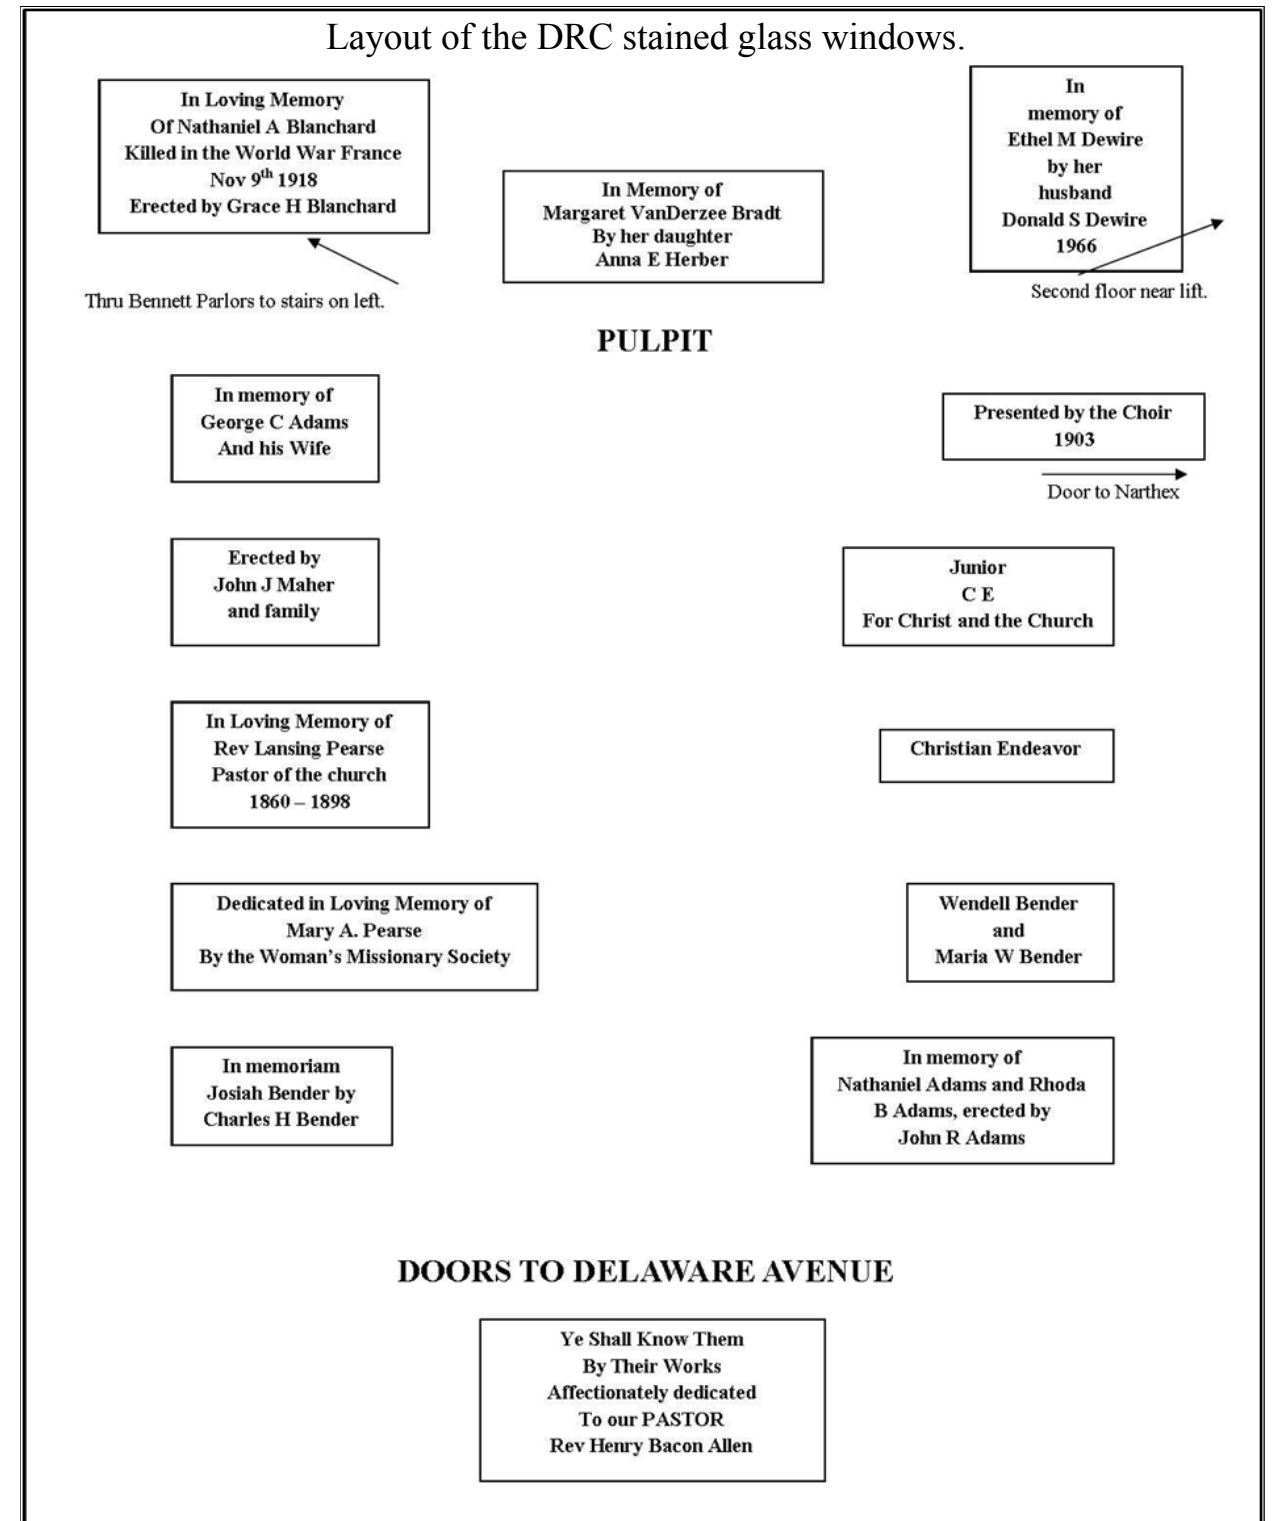 Layout of the DRC stained glass windows.
In Loving Memory
Of Nathaniel A Blanchard
Killed in the World War France
Nov 9th 1918
Erected by Grace H Blanchard
Thru Bennett Parlors to stairs on left.
In Memory of
Margaret VanDerzee Bradt
By her daughter
Anna E Herber
In
memory of
Ethel M Dewire
by her
husband
Donald S Dewire
1966
Second floor near lift.
PULPIT
In memory of
George C Adams
And his Wife
Presented by the Choir
1903
Door to Narthex
Erected by
John J Maher
and family
Junior
C E
For Christ and the Church
In Loving Memory of
Rev Lansing Pearse
Pastor of the church
1860 – 1898
Christian Endeavor
Dedicated in Loving Memory of
Mary A. Pearse
By the Woman's Missionary Society
Wendell Bender
and
Maria W Bender
In memoriam
Josiah Bender by
Charles H Bender
In memory of
Nathaniel Adams and Rhoda
B Adams, erected by
John R Adams
DOORS TO DELAWARE AVENUE
Ye Shall Know Them
By Their Works
Affectionately dedicated
To our PASTOR
Rev Henry Bacon Allen